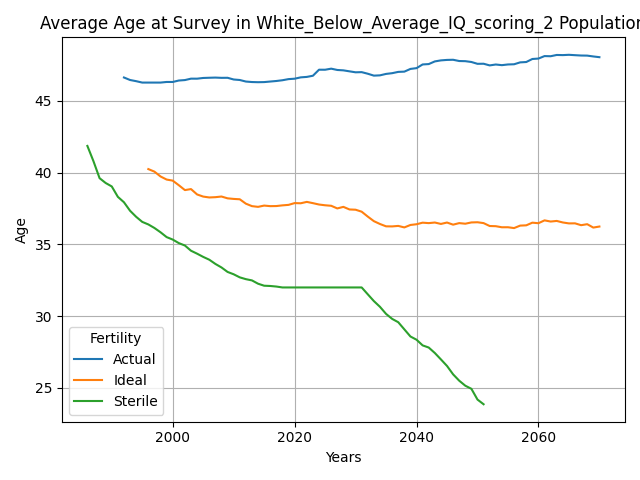 Average Age at Survey in White_Below_Average_IQ_scoring_2 Population
Age
45
40
35
30
25
Fertility
Actual
Ideal
Sterile
2000
2020
2040
2060
Years